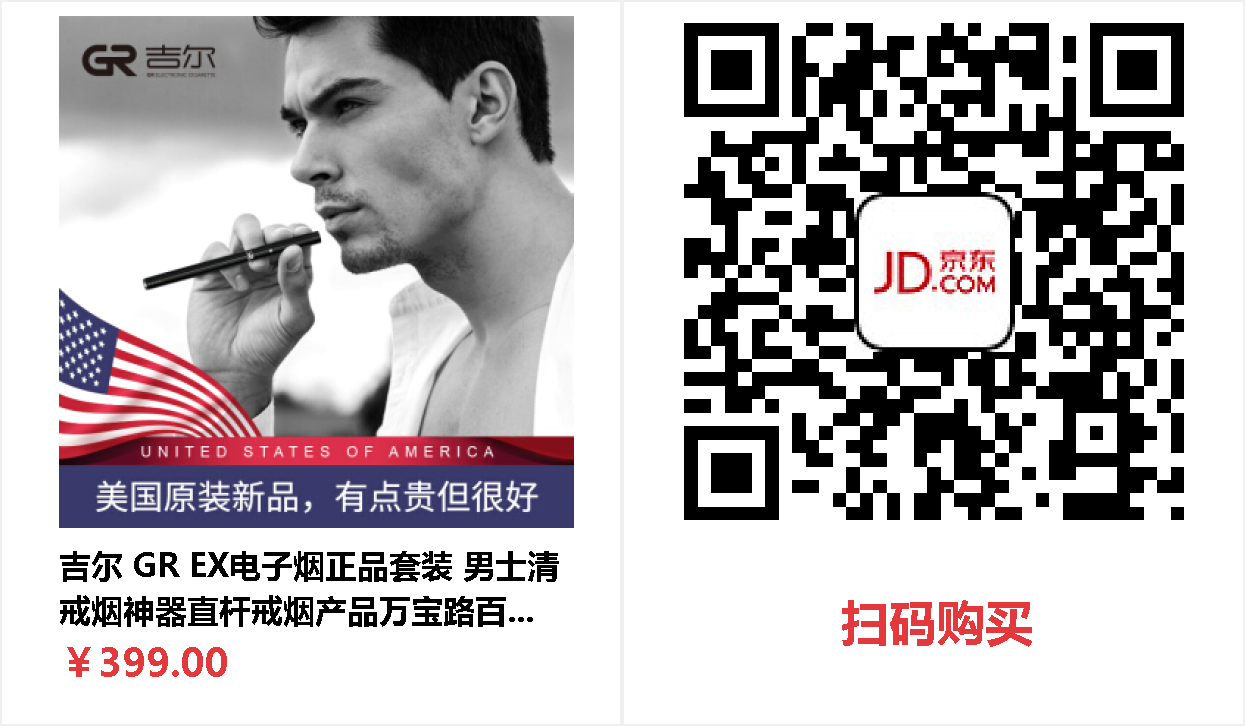 GR 吉尔
GR ELECTRONIC CIGARETTE
UNITED STATES OF AMERICA
美国原装新品，有点贵但很好
吉尔 GR EX电子烟正品套装 男士清
戒烟神器直杆戒烟产品万宝路百...
￥399.00
JD 京东
.COM
扫码购买